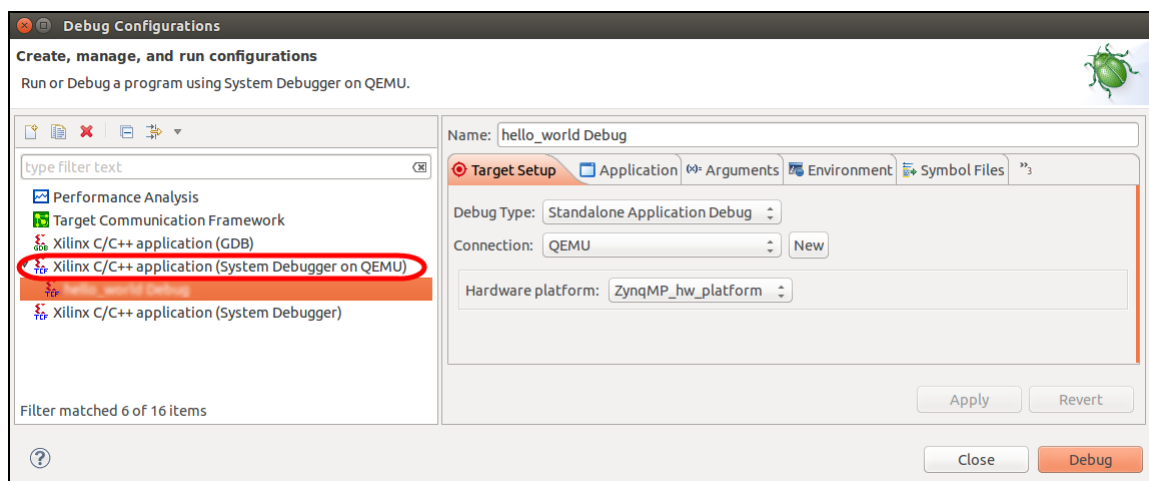 Debug Configurations
Create, manage, and run configurations
Run or Debug a program using System Debugger on QEMU.
type filter text
Performance Analysis
Target Communication Framework
Xilinx C/C++ application (GDB)
Xilinx C/C++ application (System Debugger on QEMU)
hello_world Debug
Xilinx C/C++ application (System Debugger)
Filter matched 6 of 16 items
Name: hello_world Debug
Target Setup Application Arguments Environment Symbol Files »3
Debug Type: Standalone Application Debug
Connection: QEMU New
Hardware platform: ZynqMP_hw_platform
Apply Revert
Close Debug